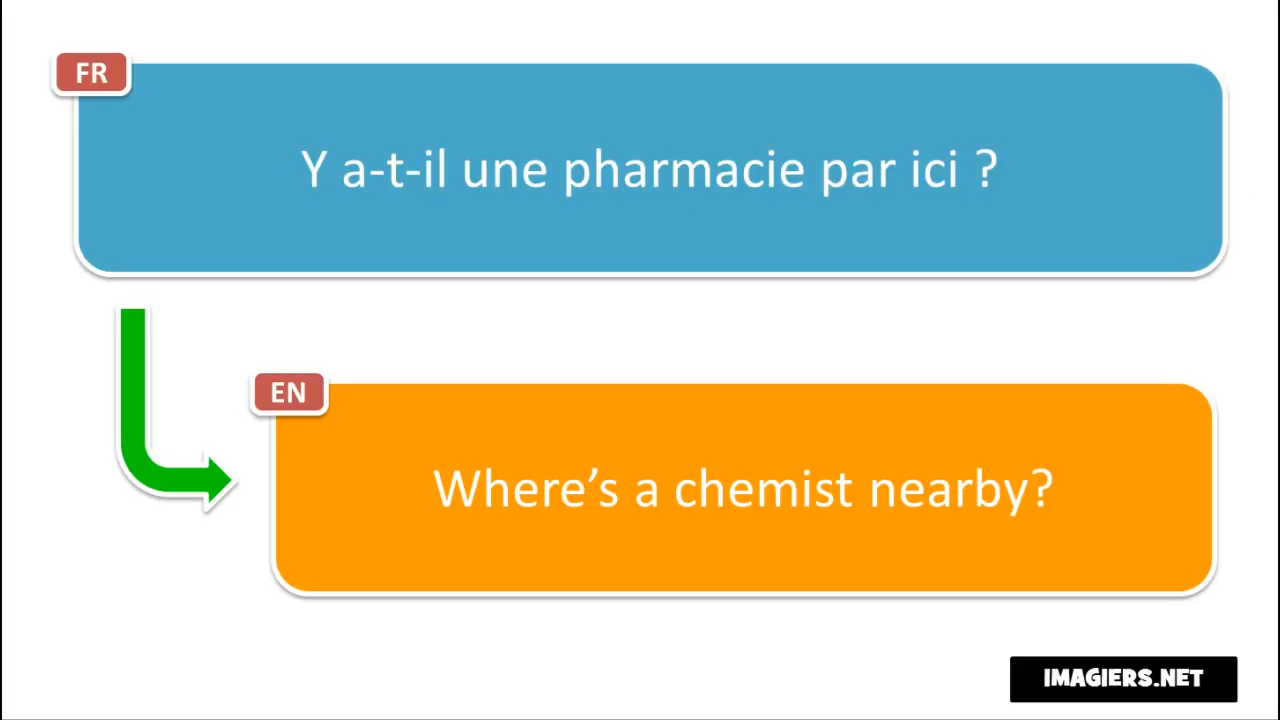 FR
Y a-t-il une pharmacie par ici ?
EN
Where’s a chemist nearby?
IMAGIERS.NET